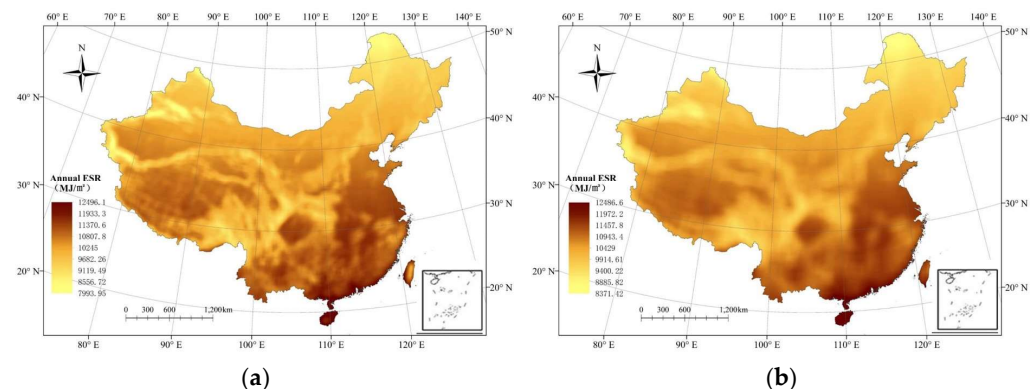 60° E 70° E 80° E 90° E 100° E 110° E 120° E 130° E 140° E
50° N
N
40° N
40° N
30° N
30° N
20° N
20° N
Annual ESR
(MJ/㎡)
12496.1
11933.3
11370.6
10807.8
10245
9682.26
9119.49
8556.72
7993.95
0 300 600 1,200km
80° E 90° E 100° E 110° E 120° E
(a)
60° E 70° E 80° E 90° E 100° E 110° E 120° E 130° E 140° E
50° N
N
40° N
40° N
30° N
30° N
20° N
20° N
Annual ESR
(MJ/㎡)
12486.6
11972.2
11457.8
10943.4
10429
9914.61
9400.22
8885.82
8371.42
0 300 600 1,200km
80° E 90° E 100° E 110° E 120° E
(b)